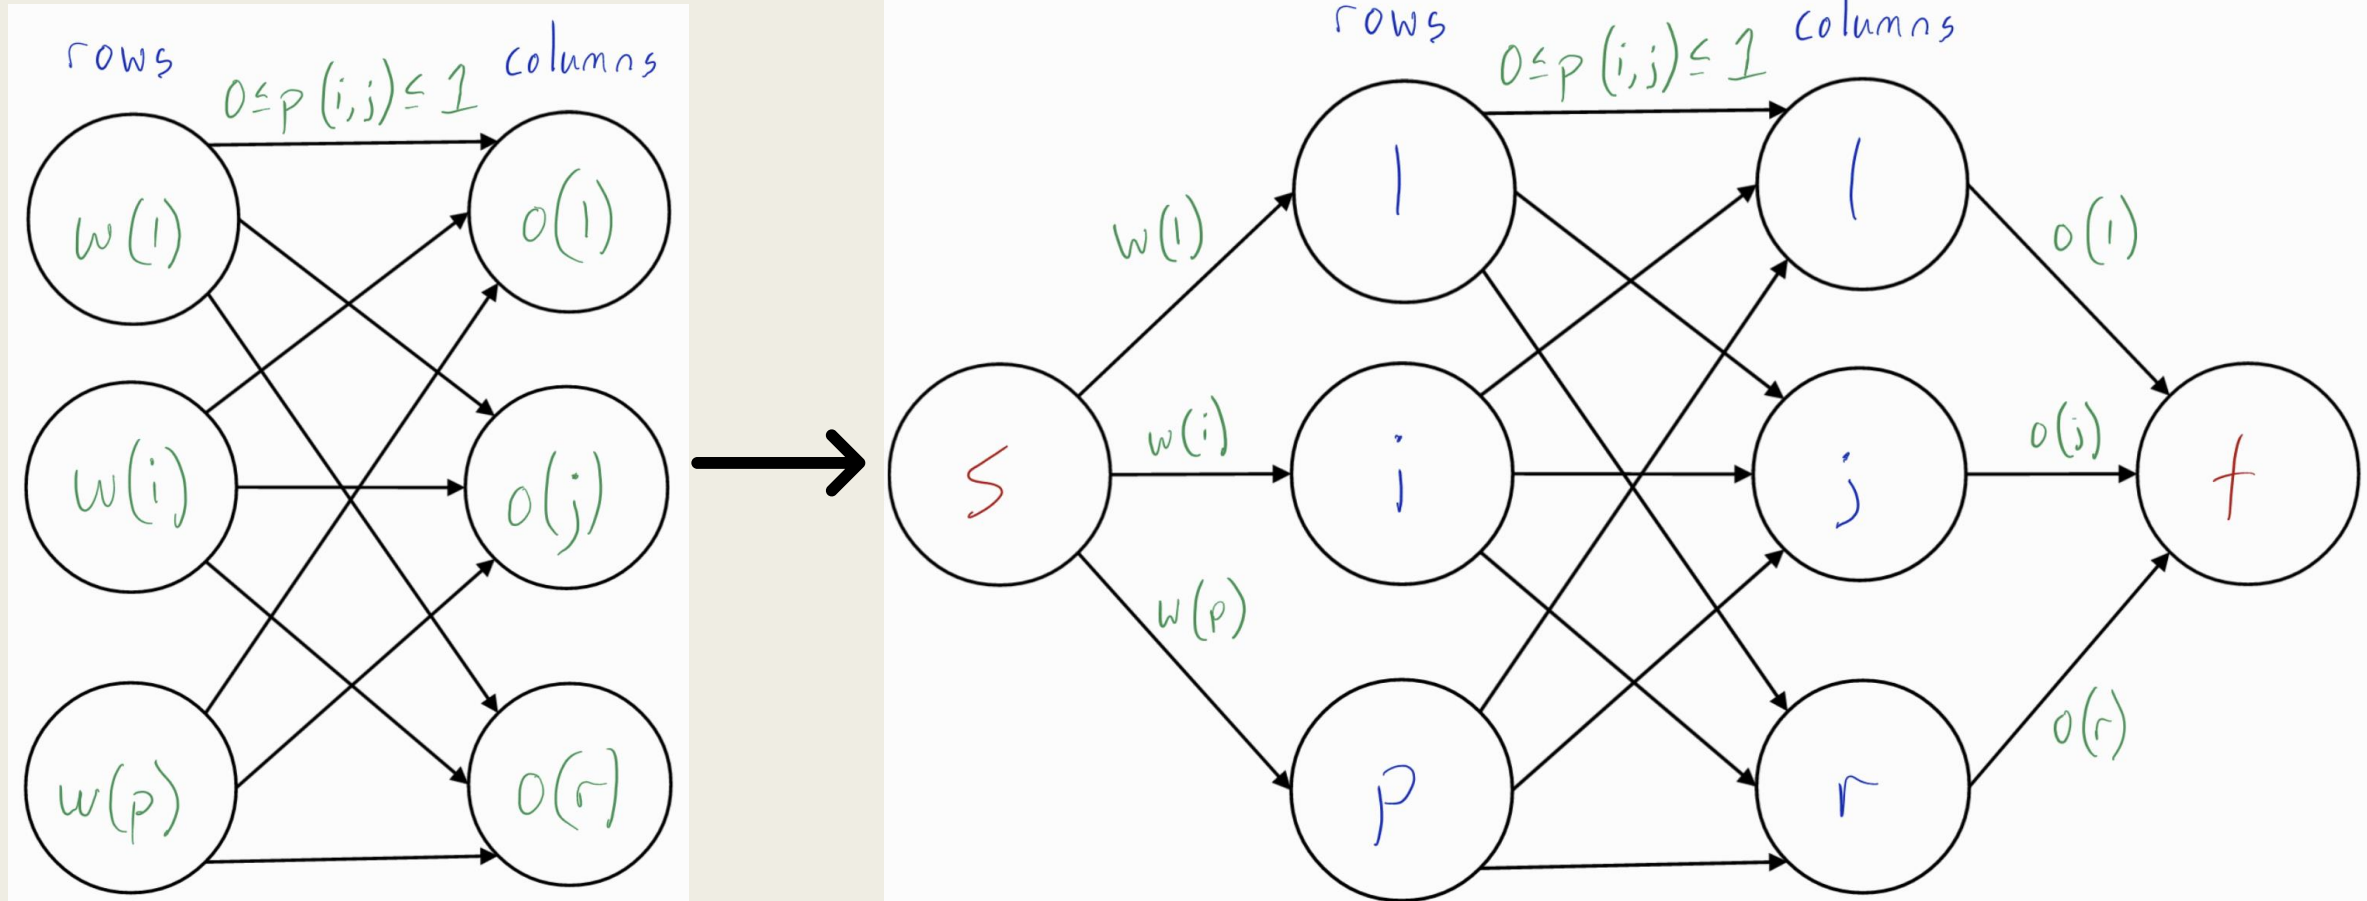 rows
columns
0≤p(i,j)≤1
w(1)
o(1)
w(i)
o(j)
w(p)
o(r)
rows
columns
0≤p(i,j)≤1
1
1
w(1)
o(1)
s
w(i)
i
j
o(j)
t
w(p)
p
r
o(r)